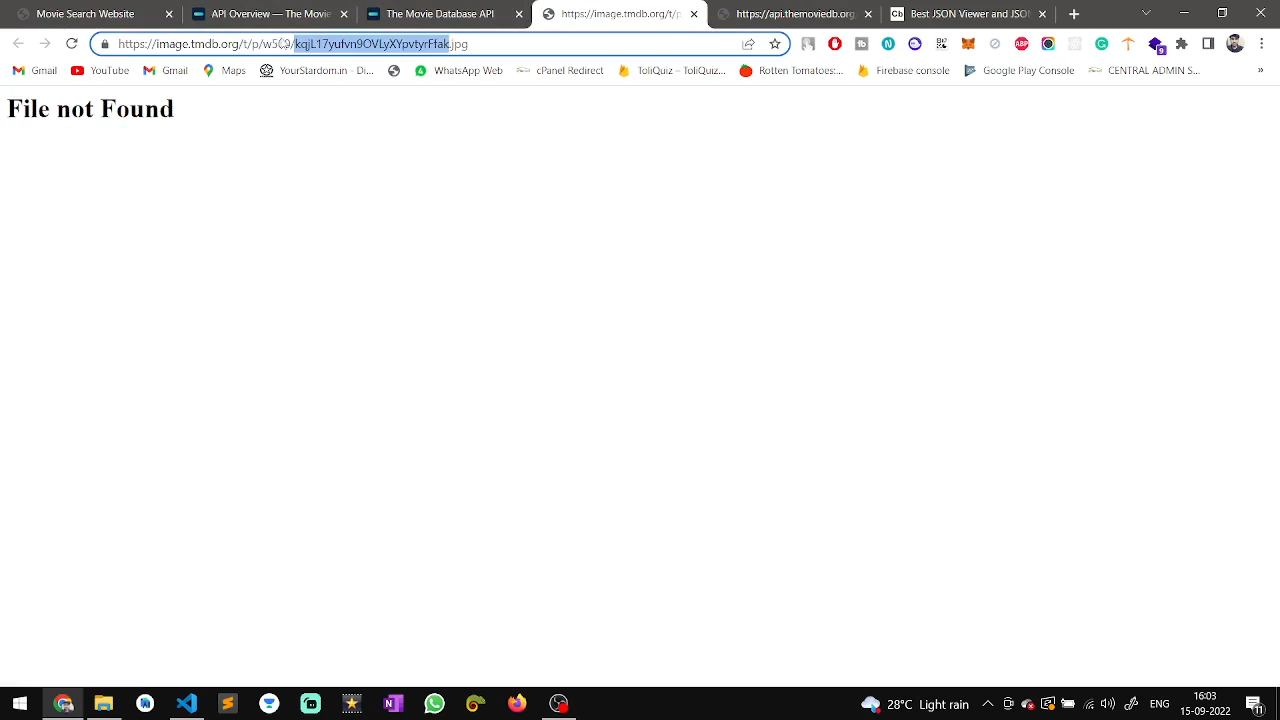 Movie Search Website
API Overview — The Movie
The Movie Database API
https://image.tmdb.org/t/p
https://api.themoviedb.org
Best JSON Viewer and JSON
https://image.tmdb.org/t/p/w509/kqjL17yufvn9OVLyXYpvtyrFfak.jpg
Gmail YouTube Gmail Maps YourStardom.in - Di... WhatsApp Web cPanel Redirect ToliQuiz – ToliQuiz... Rotten Tomatoes:... Firebase console Google Play Console CENTRAL ADMIN S... »
File not Found
28°C Light rain ENG 16:03
15-09-2022